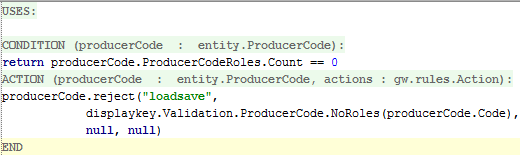 USES:
CONDITION (producerCode  :  entity.ProducerCode):
return producerCode.ProducerCodeRoles.Count == 0
ACTION (producerCode  :  entity.ProducerCode, actions : gw.rules.Action):
producerCode.reject("loadsave",
            displaykey.Validation.ProducerCode.NoRoles(producerCode.Code),
            null, null)
END